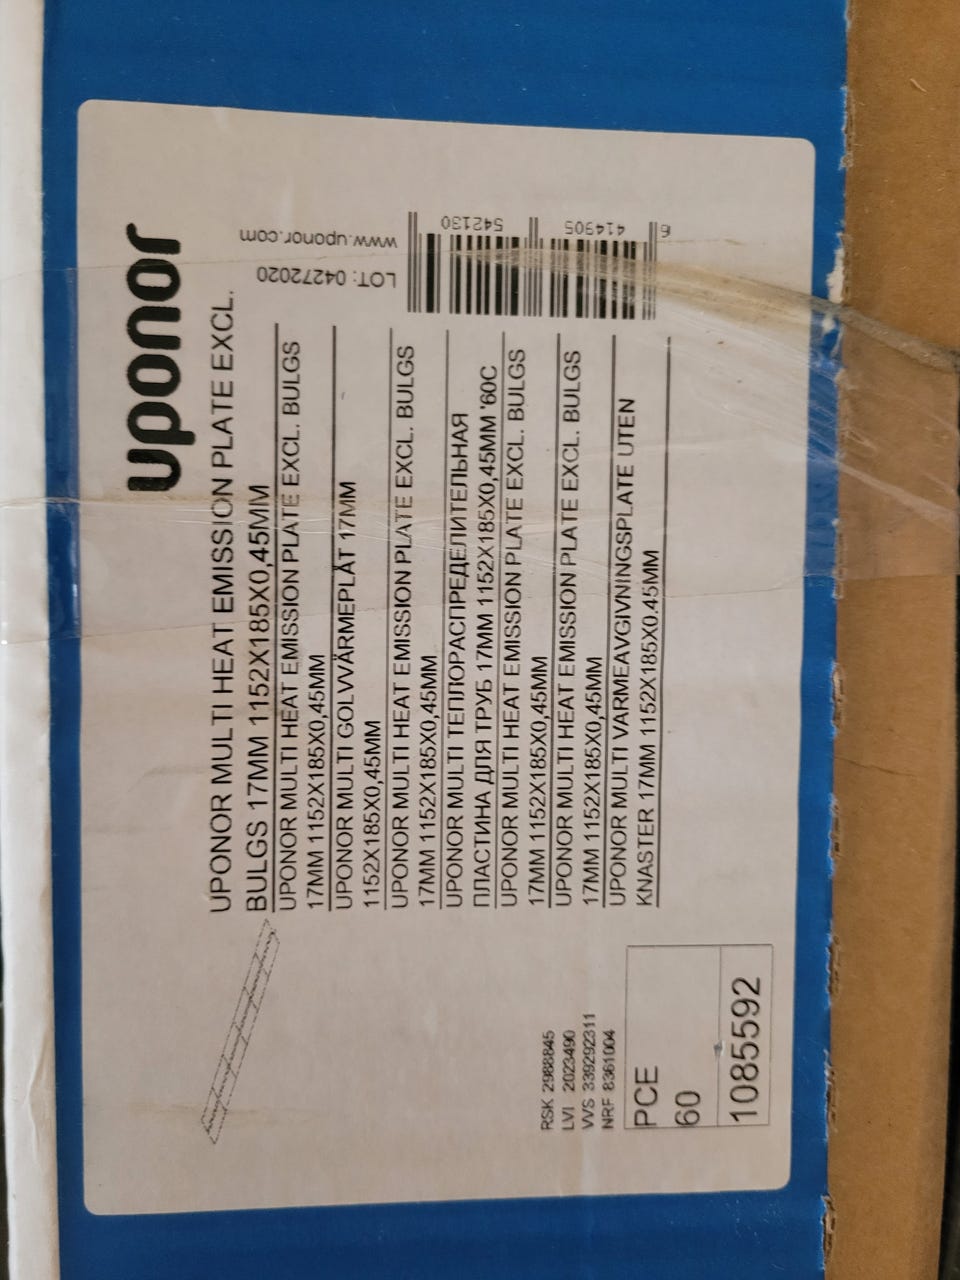 uponor
UPONOR MULTI HEAT EMISSION PLATE EXCL.
BULGS 17MM 1152X185X0,45MM
UPONOR MULTI HEAT EMISSION PLATE EXCL. BULGS
17MM 1152X185X0,45MM
UPONOR MULTI GOLVVÄRMEPLÅT 17MM
1152X185X0,45MM
UPONOR MULTI HEAT EMISSION PLATE EXCL. BULGS
17MM 1152X185X0,45MM
UPONOR MULTI ТЕПЛОРАСПРЕДЕЛИТЕЛЬНАЯ
ПЛАСТИНА ДЛЯ ТРУБ 17MM 1152X185X0,45MM '60C
UPONOR MULTI HEAT EMISSION PLATE EXCL. BULGS
17MM 1152X185X0,45MM
UPONOR MULTI HEAT EMISSION PLATE EXCL. BULGS
17MM 1152X185X0,45MM
UPONOR MULTI VARMEAVGIVNINGSPLATE UTEN
KNASTER 17MM 1152X185X0.45MM
www.uponor.com
LOT: 04272020
6 414905 542130
RSK 2988845
LVI 2023490
VVS 339292311
NRF 8361004
PCE
60
1085592